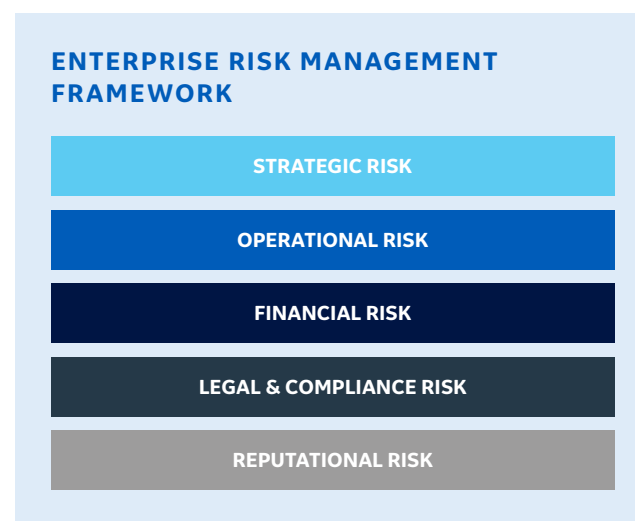 ENTERPRISE RISK MANAGEMENT
FRAMEWORK
STRATEGIC RISK
OPERATIONAL RISK
FINANCIAL RISK
LEGAL & COMPLIANCE RISK
REPUTATIONAL RISK